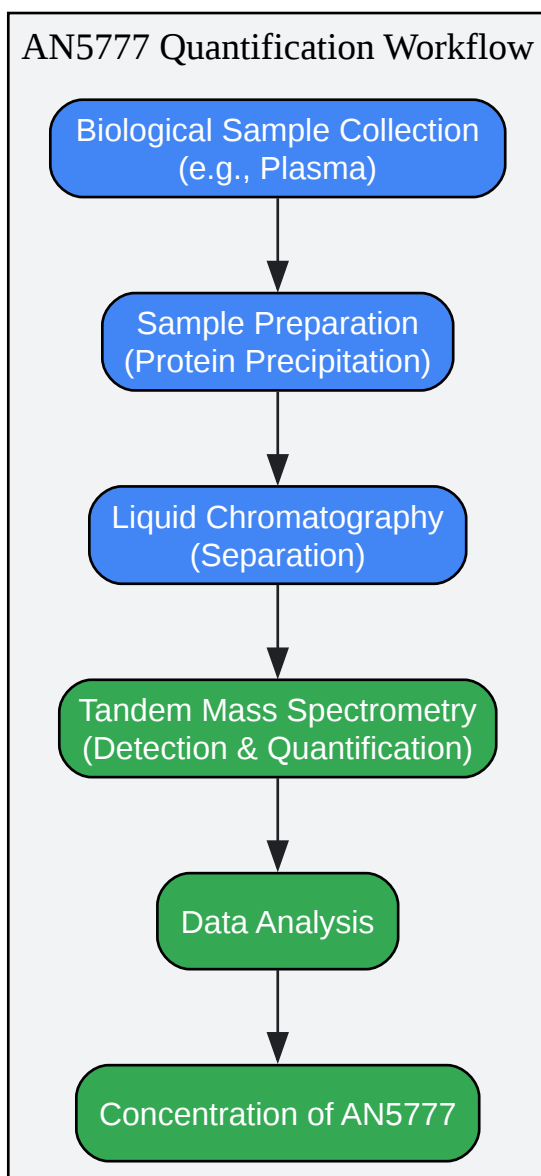 AN5777 Quantification Workflow
Biological Sample Collection
(e.g., Plasma)
Sample Preparation
(Protein Precipitation)
Liquid Chromatography
(Separation)
Tandem Mass Spectrometry
(Detection & Quantification)
Data Analysis
Concentration of AN5777